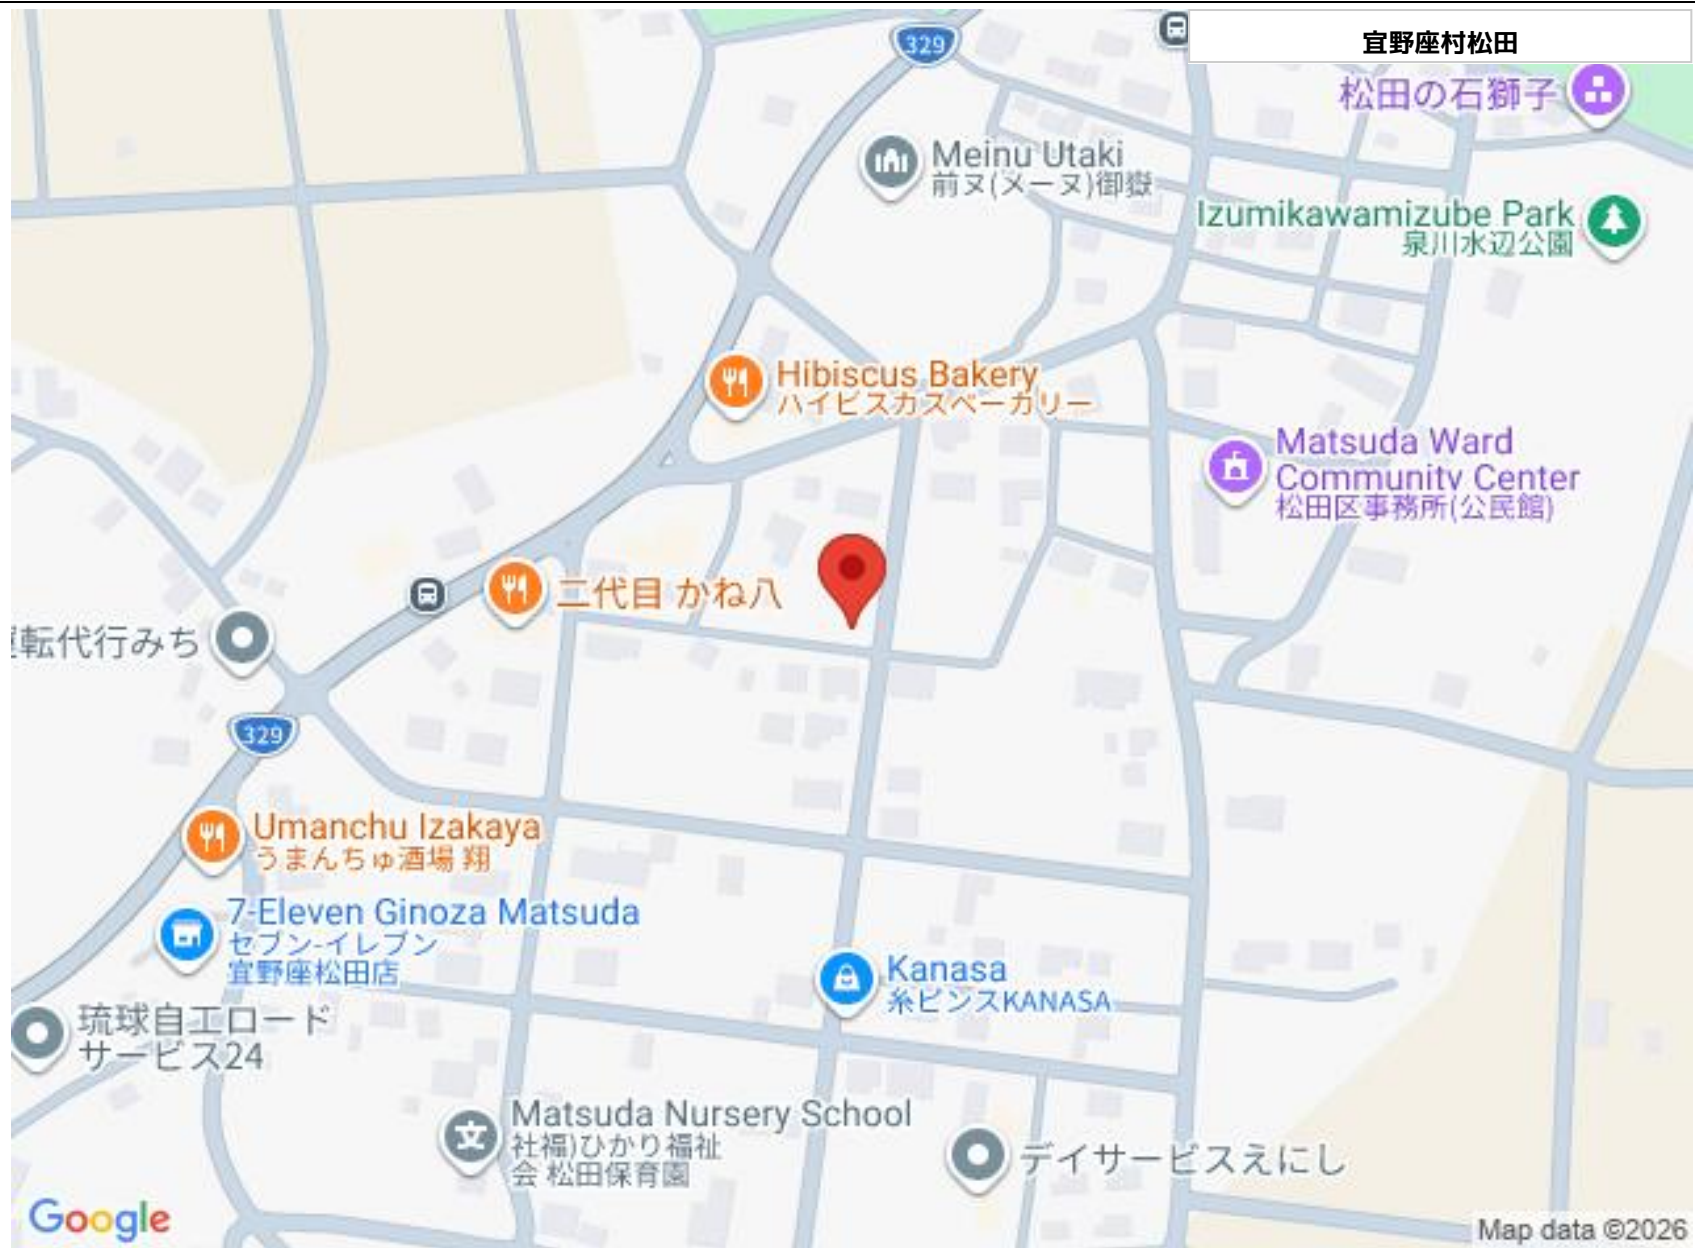 329
宜野座村松田
松田の石獅子
Meinu Utaki
前ヌ(メーヌ)御嶽
Izumikawamizube Park
泉川水辺公園
Hibiscus Bakery
ハイビスカスベーカリー
Matsuda Ward
Community Center
松田区事務所(公民館)
二代目 かね八
運転代行みち
329
Umanchu Izakaya
うまんちゅ酒場 翔
7-Eleven Ginoza Matsuda
セブン-イレブン
宜野座松田店
Kanasa
糸ピンスKANASA
琉球自工ロード
サービス24
Matsuda Nursery School
社福)ひかり福祉
会 松田保育園
文
デイサービスえにし
Google
Map data ©2026